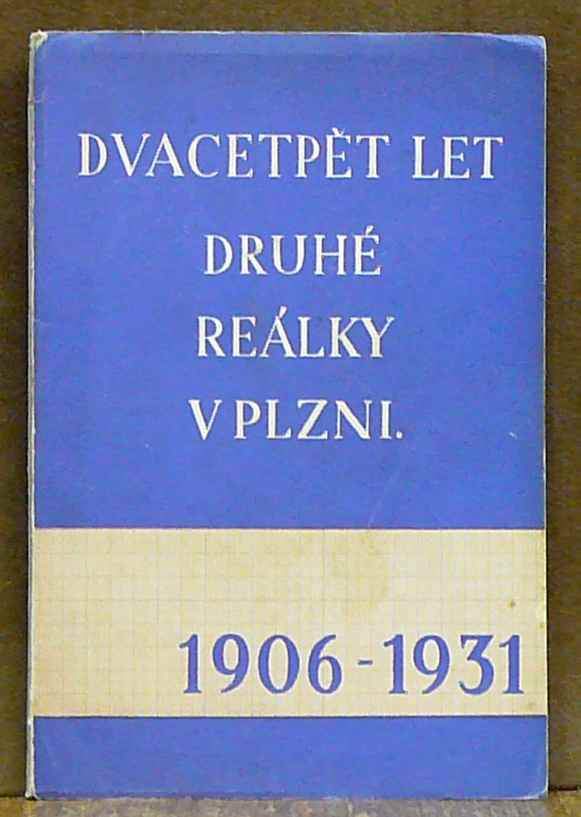 DVACETPĚT LET
DRUHÉ
REÁLKY
V PLZNI.
1906-1931